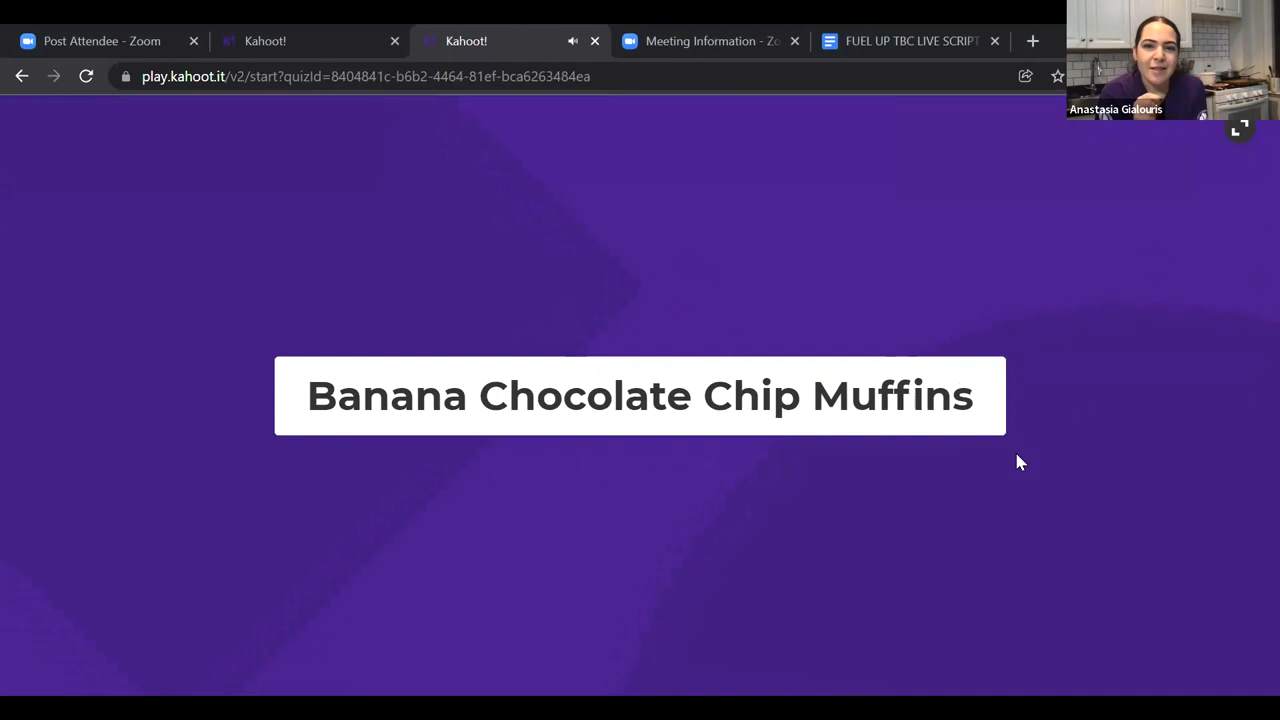 Post Attendee - Zoom
Kahoot!
Kahoot!
Meeting Information - Zo
FUEL UP TBC LIVE SCRIPT
play.kahoot.it/v2/start?quizId=8404841c-b6b2-4464-81ef-bca6263484ea
Anastasia Gialouris
Banana Chocolate Chip Muffins